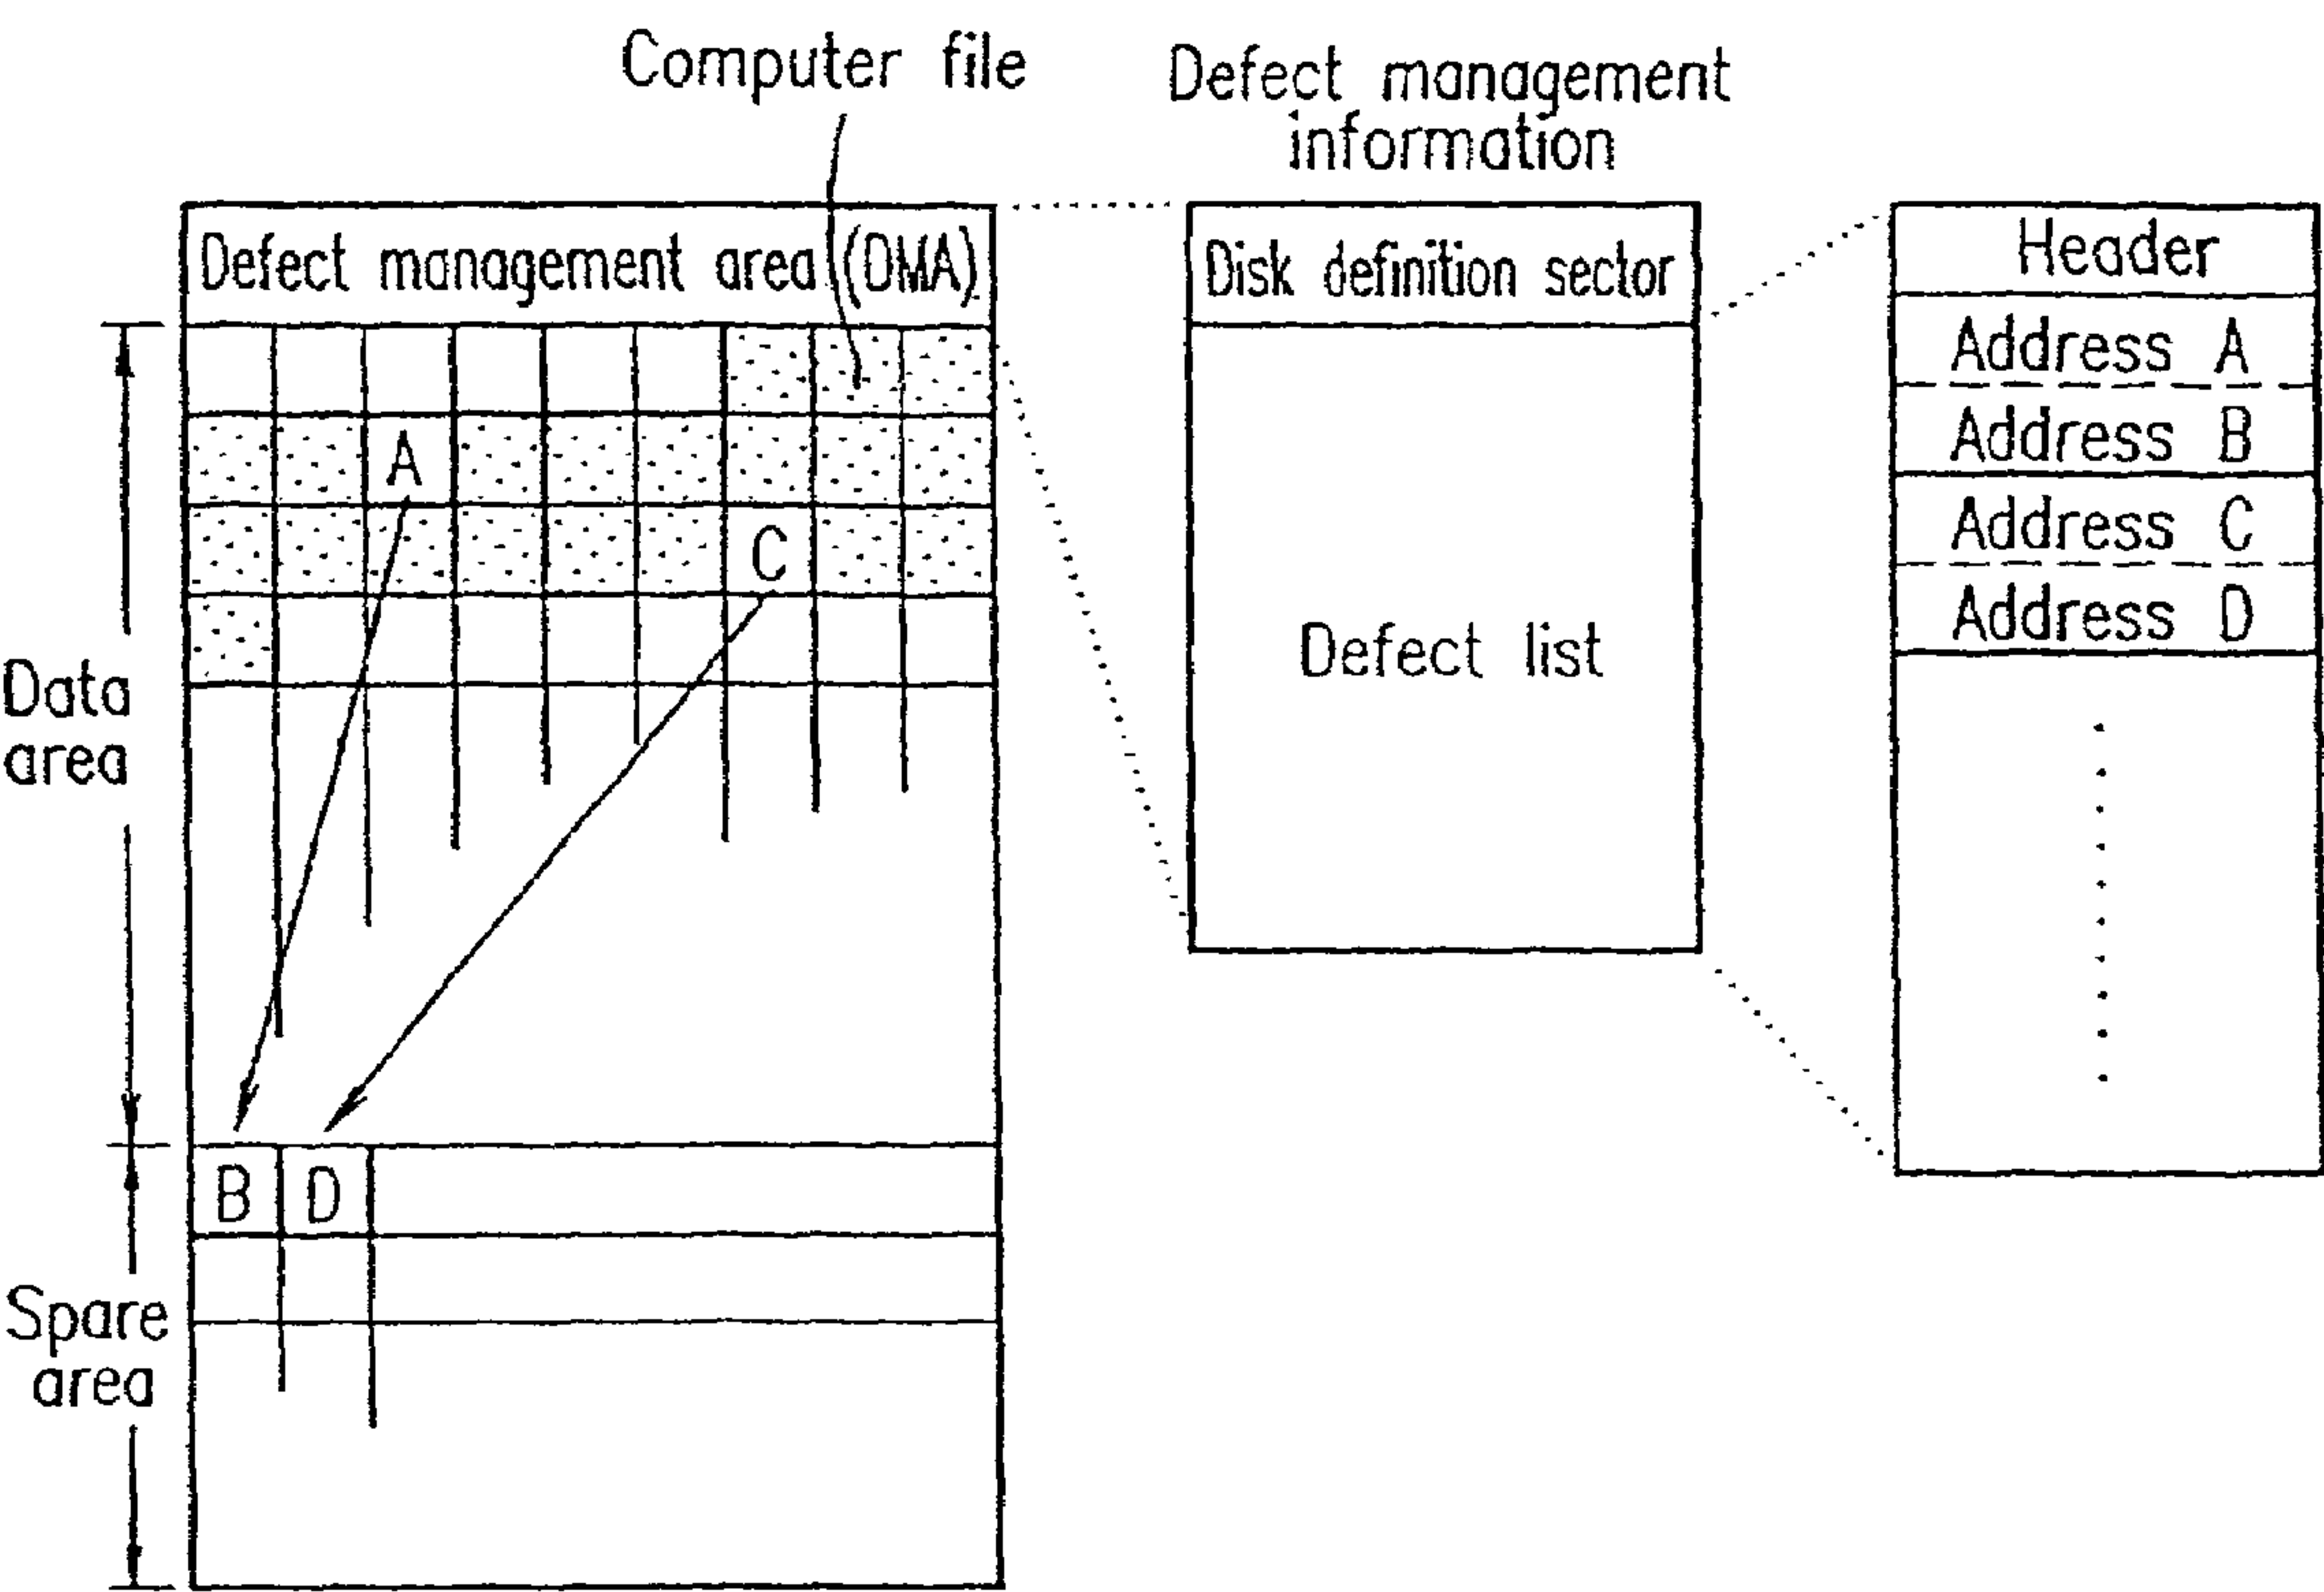 Computer file
Defect management
information
Defect management area (DMA)
Disk definition sector
Header
Address A
Address B
Address C
Address D
A
C
Defect list
Data
area
B D
Spare
area